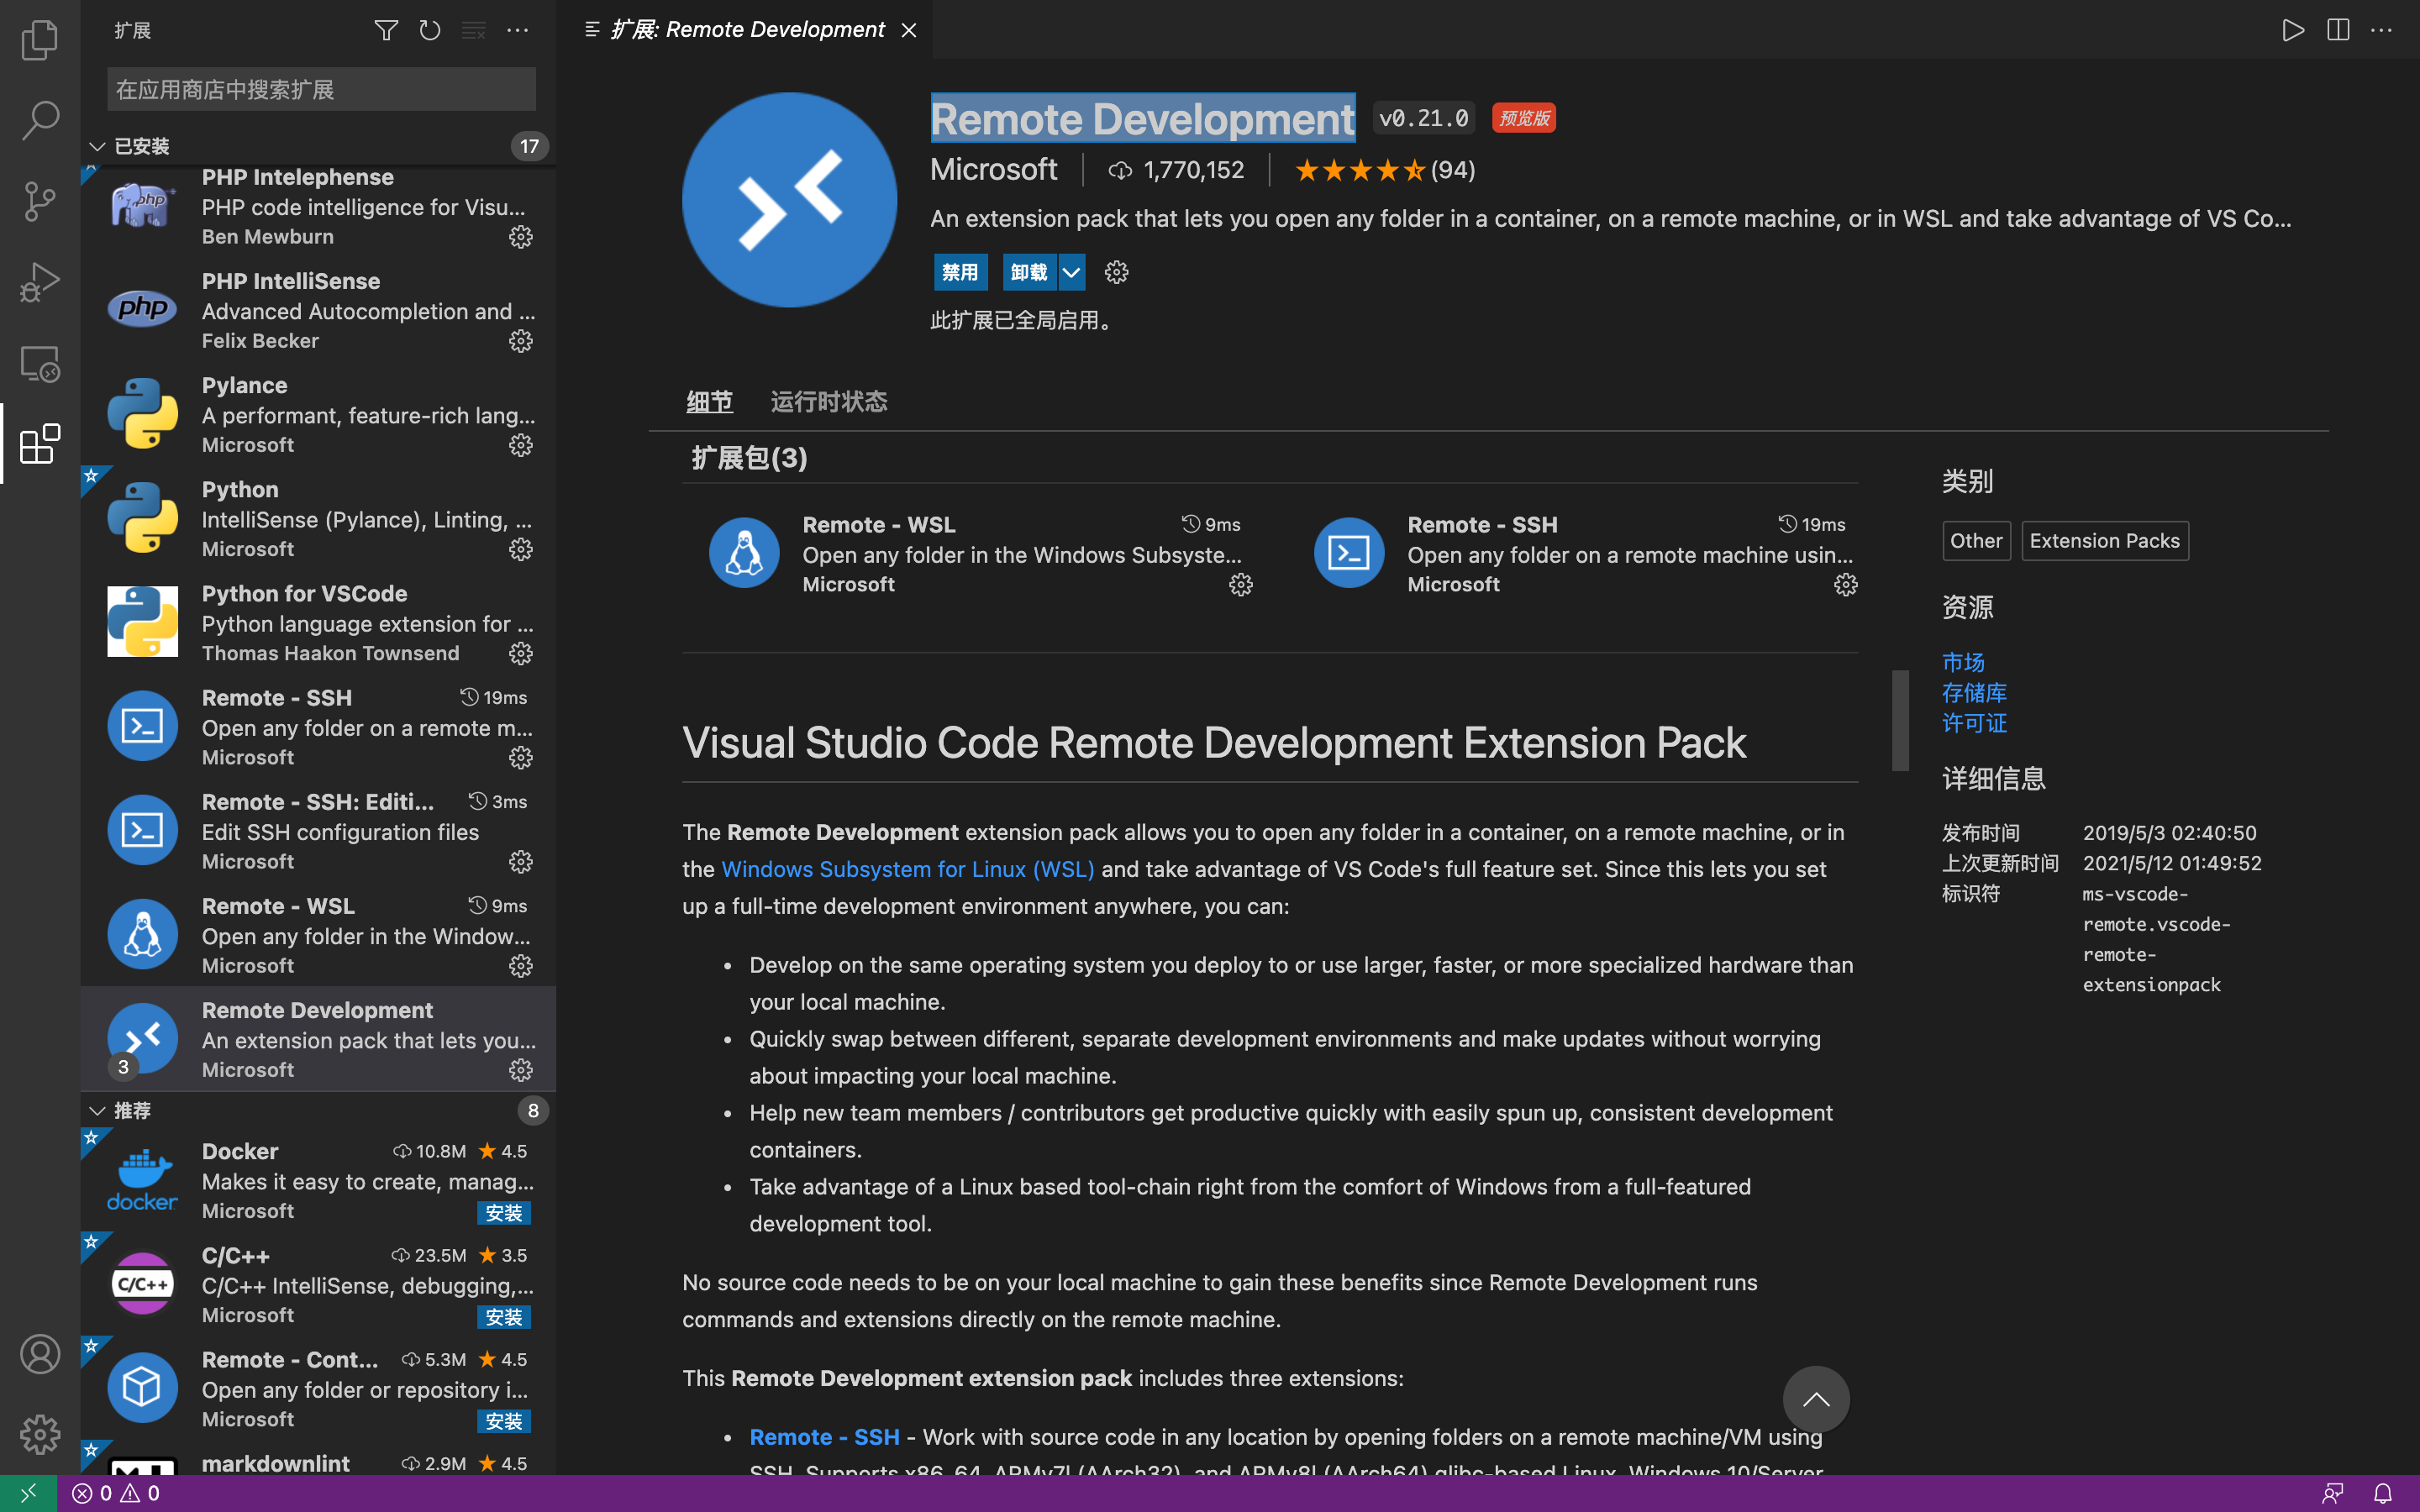 扩展
在应用商店中搜索扩展
已安装
17
PHP Intelephense
PHP code intelligence for Visu...
Ben Mewburn
php
PHP IntelliSense
Advanced Autocompletion and ...
Felix Becker
php
Pylance
A performant, feature-rich lang...
Microsoft
Python
IntelliSense (Pylance), Linting, ...
Microsoft
Python for VSCode
Python language extension for ...
Thomas Haakon Townsend
Remote - SSH 19ms
Open any folder on a remote m...
Microsoft
Remote - SSH: Editi... 3ms
Edit SSH configuration files
Microsoft
Remote - WSL 9ms
Open any folder in the Window...
Microsoft
Remote Development
An extension pack that lets you...
3
Microsoft
推荐
8
Docker 10.8M 4.5
Makes it easy to create, manag...
docker
Microsoft 安装
C/C++ 23.5M 3.5
C/C++
C/C++ IntelliSense, debugging,...
Microsoft 安装
Remote - Cont... 5.3M 4.5
Open any folder or repository i...
Microsoft 安装
markdownlint 2.9M 4.5
0 0
扩展: Remote Development
Remote Development v0.21.0 预览版
Microsoft 1,770,152 (94)
An extension pack that lets you open any folder in a container, on a remote machine, or in WSL and take advantage of VS Co...
禁用 卸载
此扩展已全局启用。
细节 运行时状态
扩展包(3)
Remote - WSL 9ms
Open any folder in the Windows Subsyste...
Microsoft
Remote - SSH 19ms
Open any folder on a remote machine usin...
Microsoft
Visual Studio Code Remote Development Extension Pack
The Remote Development extension pack allows you to open any folder in a container, on a remote machine, or in
the Windows Subsystem for Linux (WSL) and take advantage of VS Code's full feature set. Since this lets you set
up a full-time development environment anywhere, you can:
• Develop on the same operating system you deploy to or use larger, faster, or more specialized hardware than
your local machine.
• Quickly swap between different, separate development environments and make updates without worrying
about impacting your local machine.
• Help new team members / contributors get productive quickly with easily spun up, consistent development
containers.
• Take advantage of a Linux based tool-chain right from the comfort of Windows from a full-featured
development tool.
No source code needs to be on your local machine to gain these benefits since Remote Development runs
commands and extensions directly on the remote machine.
This Remote Development extension pack includes three extensions:
• Remote - SSH - Work with source code in any location by opening folders on a remote machine/VM using
SSH. Supports x86_64, ARMv7l (AArch32), and ARMv8l (AArch64) glibc-based Linux, Windows 10/Server
类别
Other Extension Packs
资源
市场
存储库
许可证
详细信息
发布时间 2019/5/3 02:40:50
上次更新时间 2021/5/12 01:49:52
标识符 ms-vscode-
remote.vscode-
remote-
extensionpack